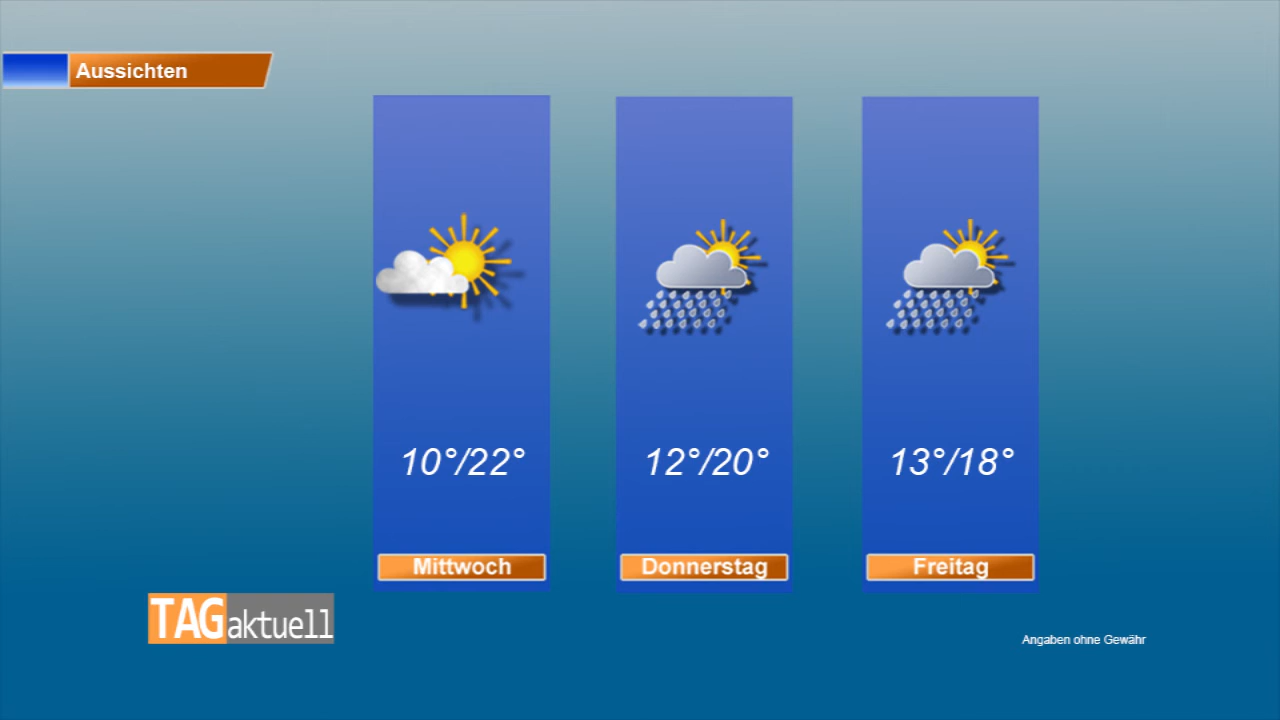 Aussichten
10°/22°
12°/20°
13°/18°
Mittwoch
Donnerstag
Freitag
TAGaktuell
Angaben ohne Gewähr